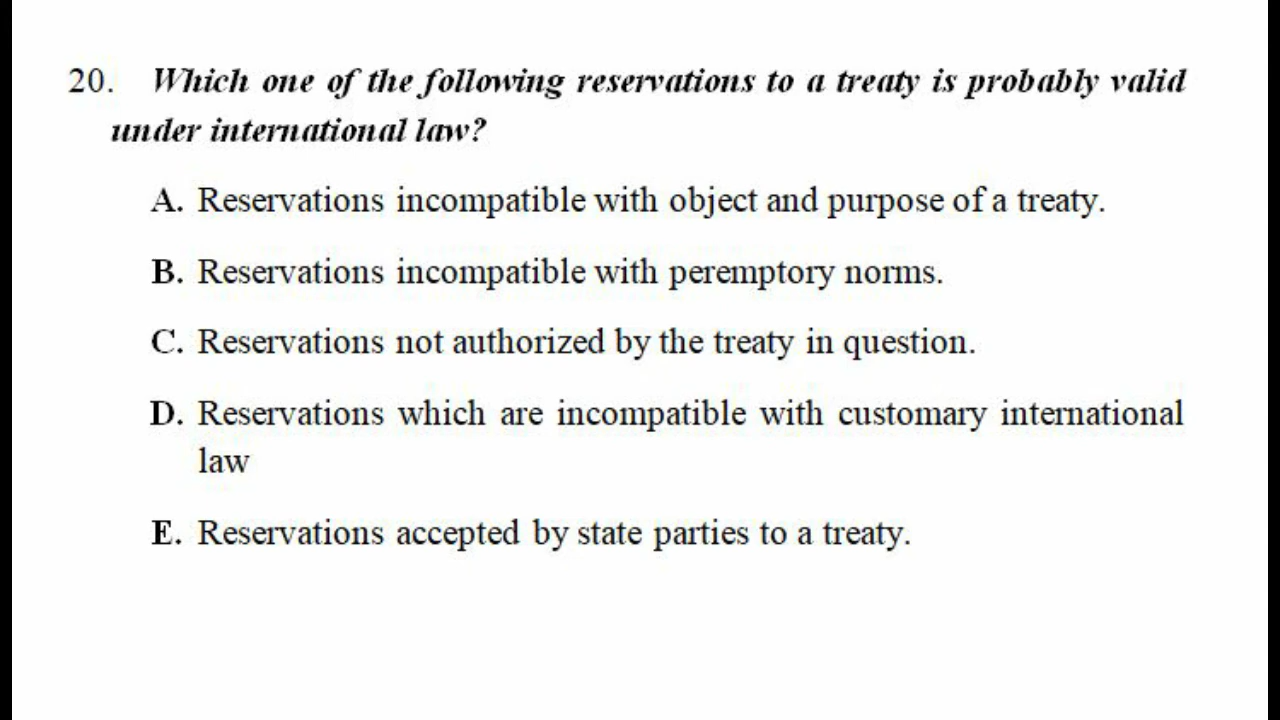 20. Which one of the following reservations to a treaty is probably valid
under international law?
A. Reservations incompatible with object and purpose of a treaty.
B. Reservations incompatible with peremptory norms.
C. Reservations not authorized by the treaty in question.
D. Reservations which are incompatible with customary international
law
E. Reservations accepted by state parties to a treaty.